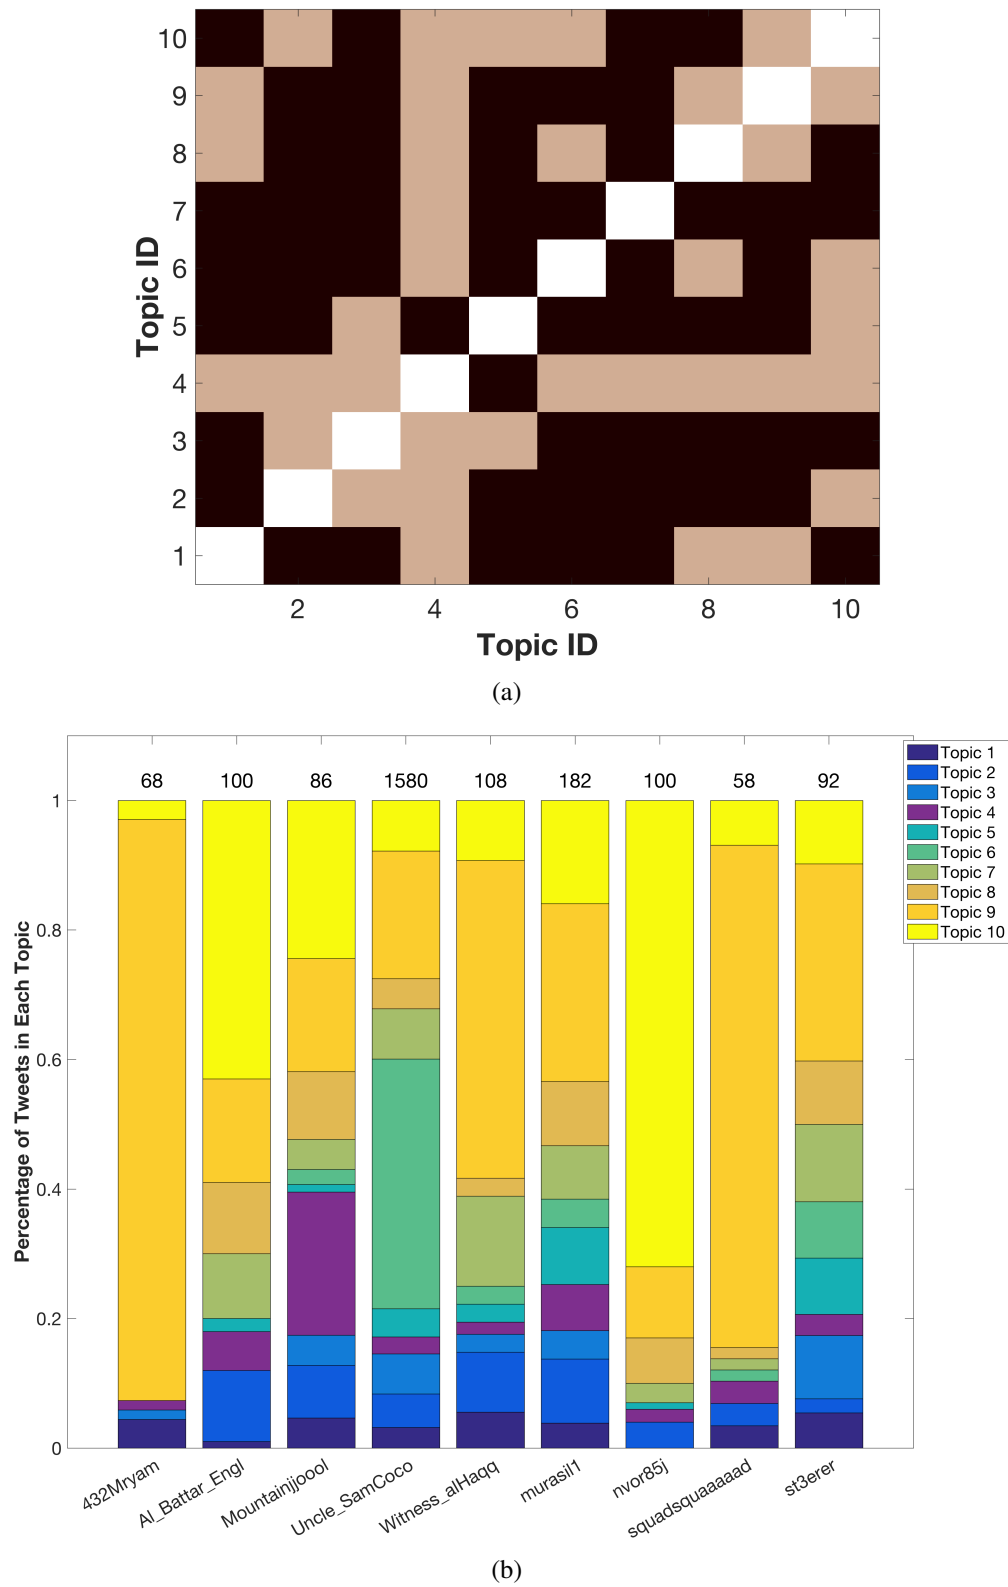 10
9
8
7
6
5
4
3
2
1
Topic ID
2 4 6 8 10
Topic ID
(a)
68 100 86 1580 108 182 100 58 92
Topic 1
Topic 2
Topic 3
Topic 4
Topic 5
Topic 6
Topic 7
Topic 8
Topic 9
Topic 10
1
0.8
0.6
0.4
0.2
0
Percentage of Tweets in Each Topic
432Mryam
Al_Battar_Engl
Mountainjjoool
Uncle_SamCoco
Witness_alHaqq
murasil1
nvor85j
squadsquaaaaad
st3erer
(b)